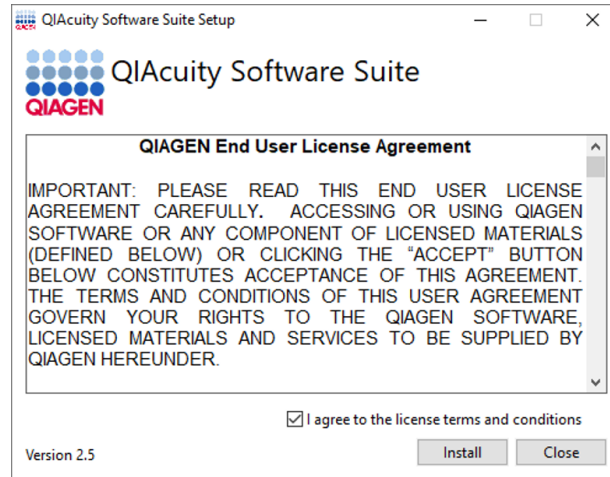 QIAcuity Software Suite Setup
QIAcuity Software Suite
QIAGEN
QIAGEN End User License Agreement
IMPORTANT: PLEASE READ THIS END USER LICENSE
AGREEMENT CAREFULLY. ACCESSING OR USING QIAGEN
SOFTWARE OR ANY COMPONENT OF LICENSED MATERIALS
(DEFINED BELOW) OR CLICKING THE “ACCEPT” BUTTON
BELOW CONSTITUTES ACCEPTANCE OF THIS AGREEMENT.
THE TERMS AND CONDITIONS OF THIS USER AGREEMENT
GOVERN YOUR RIGHTS TO THE QIAGEN SOFTWARE,
LICENSED MATERIALS AND SERVICES TO BE SUPPLIED BY
QIAGEN HEREUNDER.
I agree to the license terms and conditions
Version 2.5
Install
Close